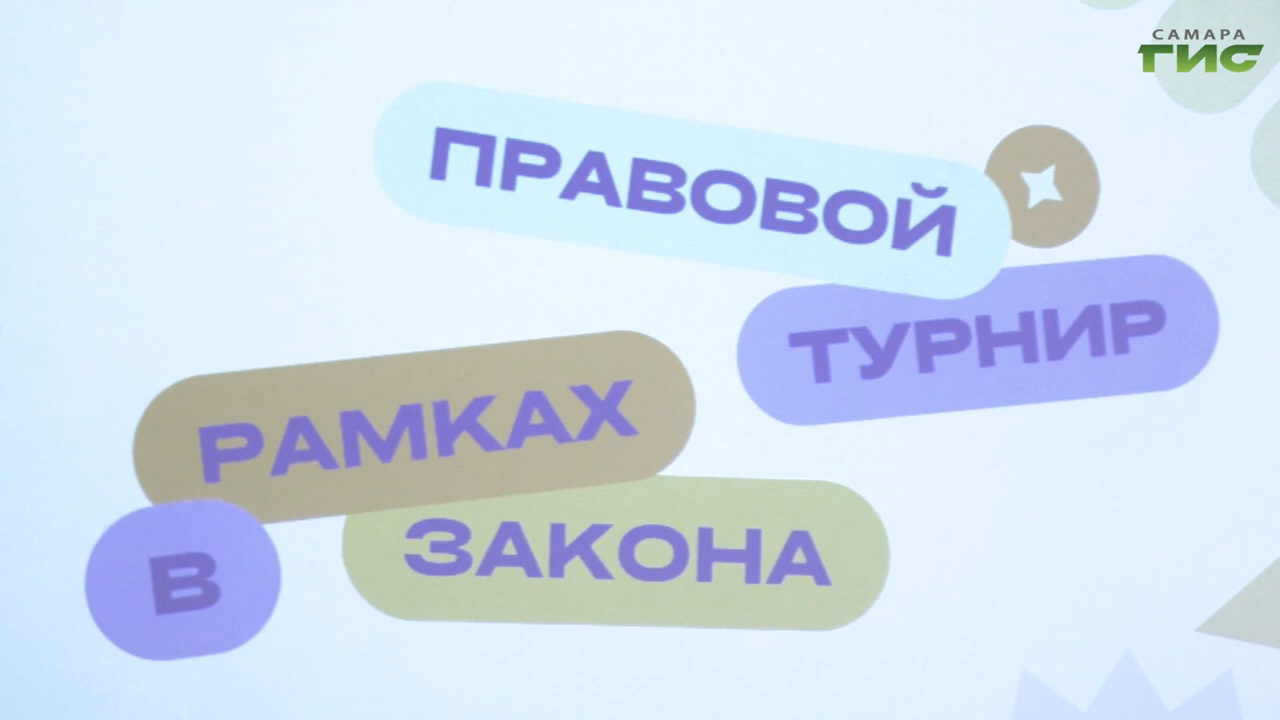 САМАРА
ГИС
ПРАВОВОЙ
ТУРНИР
В РАМКАХ
ЗАКОНА